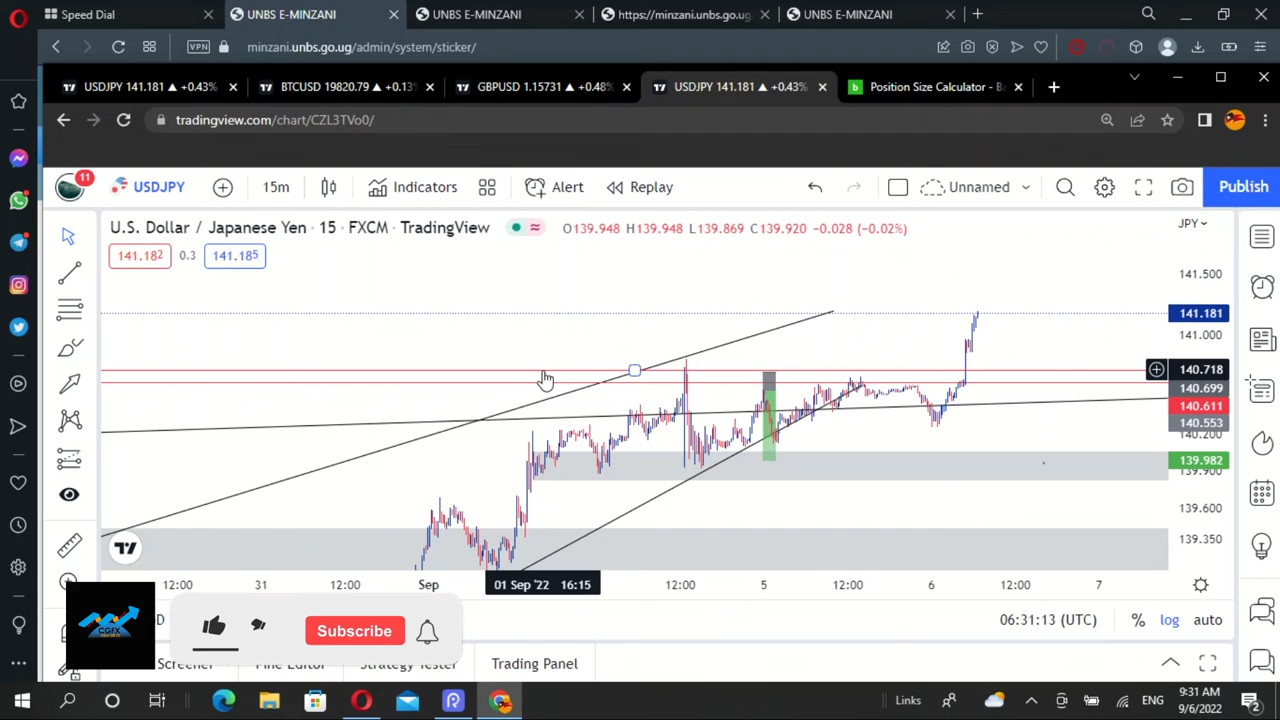 Speed Dial
UNBS E-MINZANI
UNBS E-MINZANI
https://minzani.unbs.go.ug
UNBS E-MINZANI
VPN
minzani.unbs.go.ug/admin/system/sticker/
USDJPY 141.181 ▲ +0.43%
BTCUSD 19820.79 ▲ +0.13%
GBPUSD 1.15731 ▲ +0.48%
USDJPY 141.181 ▲ +0.43%
Position Size Calculator - Ba
tradingview.com/chart/CZL3TVo0/
11
USDJPY
15m
Indicators
Alert
Replay
Unnamed
Publish
U.S. Dollar / Japanese Yen · 15 · FXCM · TradingView
O139.948 H139.948 L139.869 C139.920 −0.028 (−0.02%)
JPY
141.182
0.3
141.185
141.500
141.181
141.000
140.718
140.699
140.611
140.553
140.200
139.982
139.900
139.600
139.350
12:00
31
12:00
Sep
01 Sep '22 16:15
12:00
5
12:00
6
12:00
7
CGFX
D
Subscribe
06:31:13 (UTC)
%
log
auto
Screener
Pine Editor
Strategy Tester
Trading Panel
Links
ENG
9:31 AM
9/6/2022
2